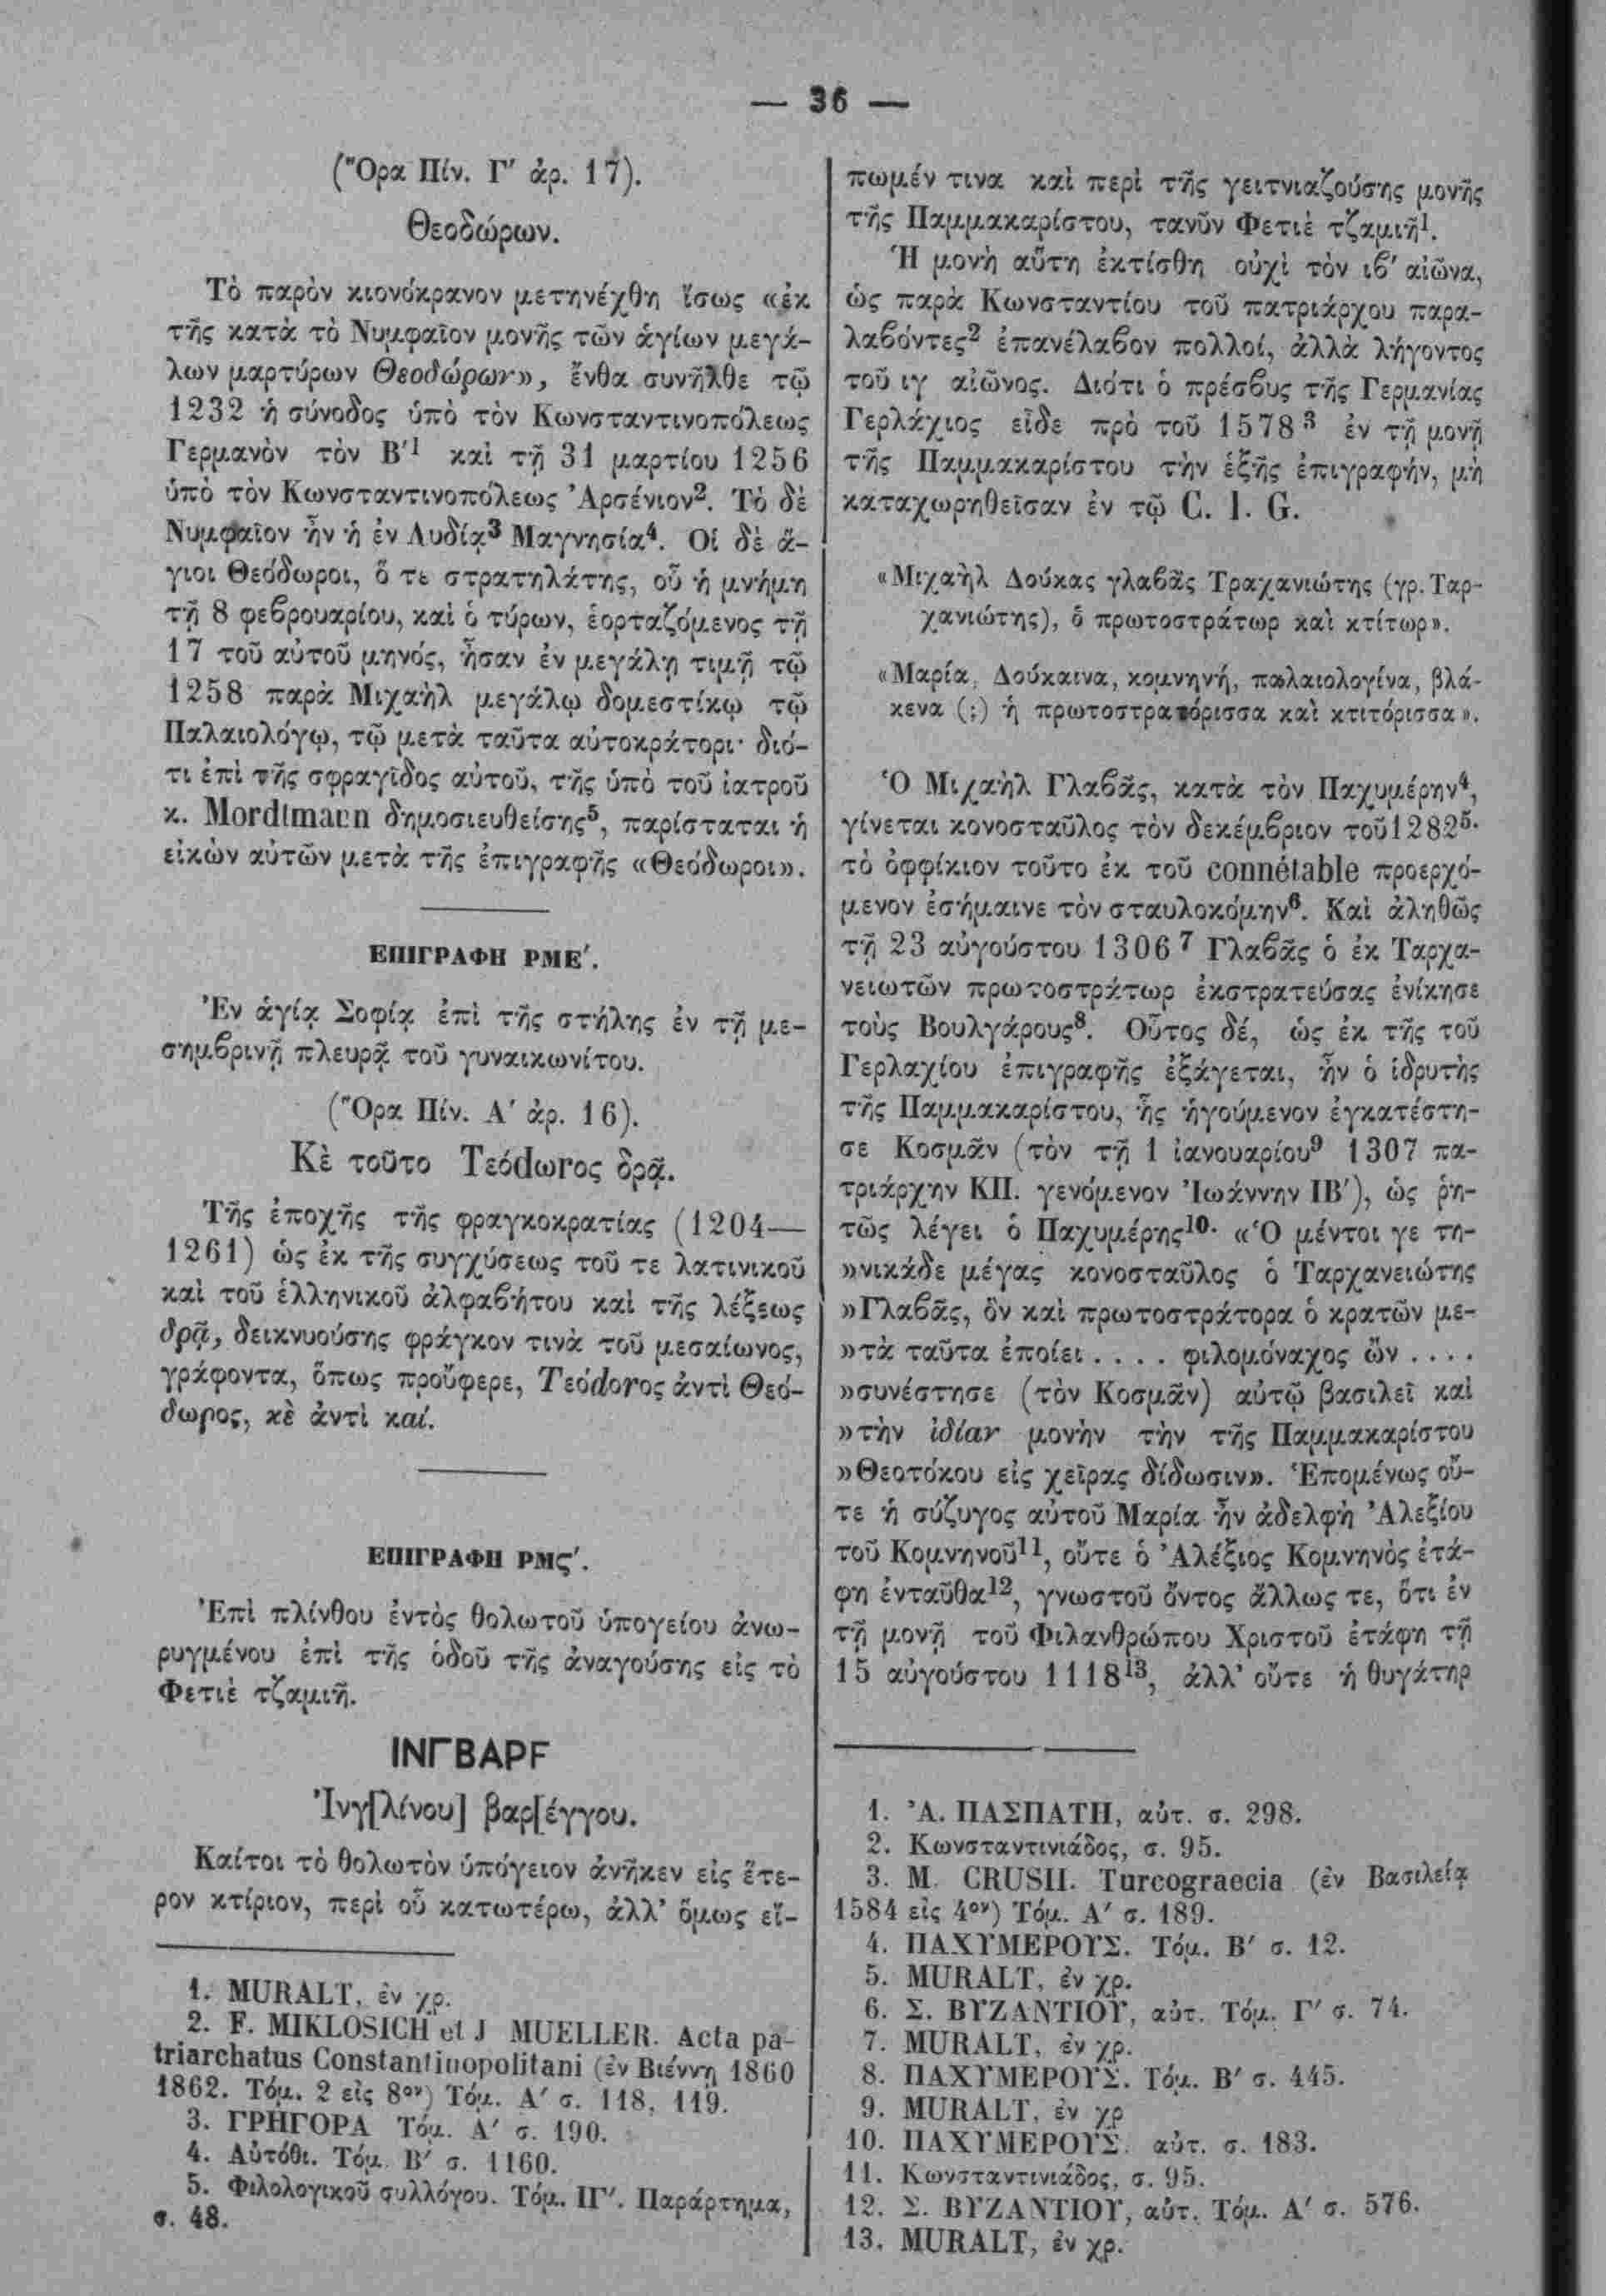 — 36 —
(Ὅρα Πίν. Γ′ ἀρ. 17).
Θεοδώρων.
Τὸ παρὸν κιονόκρανον μετηνέχθη ἴσως «ἐκ
τῆς κατὰ τὸ Νυμφαῖον μονῆς τῶν ἁγίων μεγά-
λων μαρτύρων Θεοδώρων», ἔνθα συνῆλθε τῷ
1232 ἡ σύνοδος ὑπὸ τὸν Κωνσταντινοπόλεως
Γερμανὸν τὸν Β′¹ καὶ τῇ 31 μαρτίου 1256
ὑπὸ τὸν Κωνσταντινοπόλεως Ἀρσένιον². Τὸ δὲ
Νυμφαῖον ἦν ἡ ἐν Λυδίᾳ³ Μαγνησία⁴. Οἱ δὲ ἅ-
γιοι Θεόδωροι, ὅ τε στρατηλάτης, οὗ ἡ μνήμη
τῇ 8 φεβρουαρίου, καὶ ὁ τύρων, ἑορταζόμενος τῇ
17 τοῦ αὐτοῦ μηνός, ἦσαν ἐν μεγάλῃ τιμῇ τῷ
1258 παρὰ Μιχαὴλ μεγάλῳ δομεστίκῳ τῷ
Παλαιολόγῳ, τῷ μετὰ ταῦτα αὐτοκράτορι· διό-
τι ἐπὶ τῆς σφραγῖδος αὐτοῦ, τῆς ὑπὸ τοῦ ἰατροῦ
κ. Mordtmann δημοσιευθείσης⁵, παρίσταται ἡ
εἰκὼν αὐτῶν μετὰ τῆς ἐπιγραφῆς «Θεόδωροι».
ΕΠΙΓΡΑΦΗ ΡΜΕ′.
Ἐν ἁγίᾳ Σοφίᾳ ἐπὶ τῆς στήλης ἐν τῇ με-
σημβρινῇ πλευρᾷ τοῦ γυναικωνίτου.
(Ὅρα Πίν. Α′ ἀρ. 16).
Κὲ τοῦτο Τεόdωrος δρᾷ.
Τῆς ἐποχῆς τῆς φραγκοκρατίας (1204—
1261) ὡς ἐκ τῆς συγχύσεως τοῦ τε λατινικοῦ
καὶ τοῦ ἑλληνικοῦ ἀλφαβήτου καὶ τῆς λέξεως
δρᾷ, δεικνυούσης φράγκον τινὰ τοῦ μεσαίωνος,
γράφοντα, ὅπως προὔφερε, Τεόdorος ἀντὶ Θεό-
δωρος, κὲ ἀντὶ καί.
ΕΠΙΓΡΑΦΗ ΡΜϚ′.
Ἐπὶ πλίνθου ἐντὸς θολωτοῦ ὑπογείου ἀνω-
ρυγμένου ἐπὶ τῆς ὁδοῦ τῆς ἀναγούσης εἰς τὸ
Φετιὲ τζαμιῆ.
ΙΝΓΒΑΡF
Ἰνγ[λίνου] βαρ[έγγου.
Καίτοι τὸ θολωτὸν ὑπόγειον ἀνῆκεν εἰς ἕτε-
ρον κτίριον, περὶ οὗ κατωτέρω, ἀλλ' ὅμως εἴ-
1. MURALT, ἐν χρ.
2. F. MIKLOSICH et J MUELLER. Acta pa-
triarchatus Constantinopolitani (ἐν Βιέννῃ 1860
1862. Τόμ. 2 εἰς 8ον) Τόμ. Α′ σ. 118, 119.
3. ΓΡΗΓΟΡΑ Τόμ. Α′ σ. 190.
4. Αὐτόθι. Τόμ. Β′ σ. 1160.
5. Φιλολογικοῦ συλλόγου. Τόμ. ΙΓ′. Παράρτημα,
σ. 48.
πωμέν τινα καὶ περὶ τῆς γειτνιαζούσης μονῆς
τῆς Παμμακαρίστου, τανῦν Φετιὲ τζαμιῆ¹.
Ἡ μονὴ αὕτη ἐκτίσθη οὐχὶ τὸν ιβ′ αἰῶνα,
ὡς παρὰ Κωνσταντίου τοῦ πατριάρχου παρα-
λαβόντες² ἐπανέλαβον πολλοί, ἀλλὰ λήγοντος
τοῦ ιγ αἰῶνος. Διότι ὁ πρέσβυς τῆς Γερμανίας
Γερλάχιος εἶδε πρὸ τοῦ 1578³ ἐν τῇ μονῇ
τῆς Παμμακαρίστου τὴν ἑξῆς ἐπιγραφήν, μὴ
καταχωρηθεῖσαν ἐν τῷ C. I. G.
«Μιχαὴλ Δούκας γλαβᾶς Τραχανιώτης (γρ. Ταρ-
χανιώτης), ὁ πρωτοστράτωρ καὶ κτίτωρ».
«Μαρία, Δούκαινα, κομνηνή, παλαιολογίνα, βλά-
κενα (;) ἡ πρωτοστρατόρισσα καὶ κτιτόρισσα».
Ὁ Μιχαὴλ Γλαβᾶς, κατὰ τὸν Παχυμέρην⁴,
γίνεται κονοσταῦλος τὸν δεκέμβριον τοῦ 1282⁵·
τὸ ὀφφίκιον τοῦτο ἐκ τοῦ connétable προερχό-
μενον ἐσήμαινε τὸν σταυλοκόμην⁶. Καὶ ἀληθῶς
τῇ 23 αὐγούστου 1306⁷ Γλαβᾶς ὁ ἐκ Ταρχα-
νειωτῶν πρωτοστράτωρ ἐκστρατεύσας ἐνίκησε
τοὺς Βουλγάρους⁸. Οὗτος δέ, ὡς ἐκ τῆς τοῦ
Γερλαχίου ἐπιγραφῆς ἐξάγεται, ἦν ὁ ἱδρυτὴς
τῆς Παμμακαρίστου, ἧς ἡγούμενον ἐγκατέστη-
σε Κοσμᾶν (τὸν τῇ 1 ἰανουαρίου⁹ 1307 πα-
τριάρχην ΚΠ. γενόμενον Ἰωάννην ΙΒ′), ὡς ῥη-
τῶς λέγει ὁ Παχυμέρης¹⁰· «Ὁ μέντοι γε τη-
»νικάδε μέγας κονοσταῦλος ὁ Ταρχανειώτης
»Γλαβᾶς, ὃν καὶ πρωτοστράτορα ὁ κρατῶν με-
»τὰ ταῦτα ἐποίει.... φιλομόναχος ὢν....
»συνέστησε (τὸν Κοσμᾶν) αὐτῷ βασιλεῖ καὶ
»τὴν ἰδίαν μονὴν τὴν τῆς Παμμακαρίστου
»Θεοτόκου εἰς χεῖρας δίδωσιν». Ἑπομένως οὔ-
τε ἡ σύζυγος αὐτοῦ Μαρία ἦν ἀδελφὴ Ἀλεξίου
τοῦ Κομνηνοῦ¹¹, οὔτε ὁ Ἀλέξιος Κομνηνὸς ἐτά-
φη ἐνταῦθα¹², γνωστοῦ ὄντος ἄλλως τε, ὅτι ἐν
τῇ μονῇ τοῦ Φιλανθρώπου Χριστοῦ ἐτάφη τῇ
15 αὐγούστου 1118¹³, ἀλλ' οὔτε ἡ θυγάτηρ
1. Ἀ. ΠΑΣΠΑΤΗ, αὐτ. σ. 298.
2. Κωνσταντινιάδος, σ. 95.
3. M. CRUSII. Turcograecia (ἐν Βασιλείᾳ
1584 εἰς 4ον) Τόμ. Α′ σ. 189.
4. ΠΑΧΥΜΕΡΟΥΣ. Τόμ. Β′ σ. 12.
5. MURALT, ἐν χρ.
6. Σ. ΒΥΖΑΝΤΙΟΥ, αὐτ. Τόμ. Γ′ σ. 74.
7. MURALT, ἐν χρ.
8. ΠΑΧΥΜΕΡΟΥΣ. Τόμ. Β′ σ. 445.
9. MURALT, ἐν χρ
10. ΠΑΧΥΜΕΡΟΥΣ. αὐτ. σ. 183.
11. Κωνσταντινιάδος, σ. 95.
12. Σ. ΒΥΖΑΝΤΙΟΥ, αὐτ. Τόμ. Α′ σ. 576.
13. MURALT, ἐν χρ.